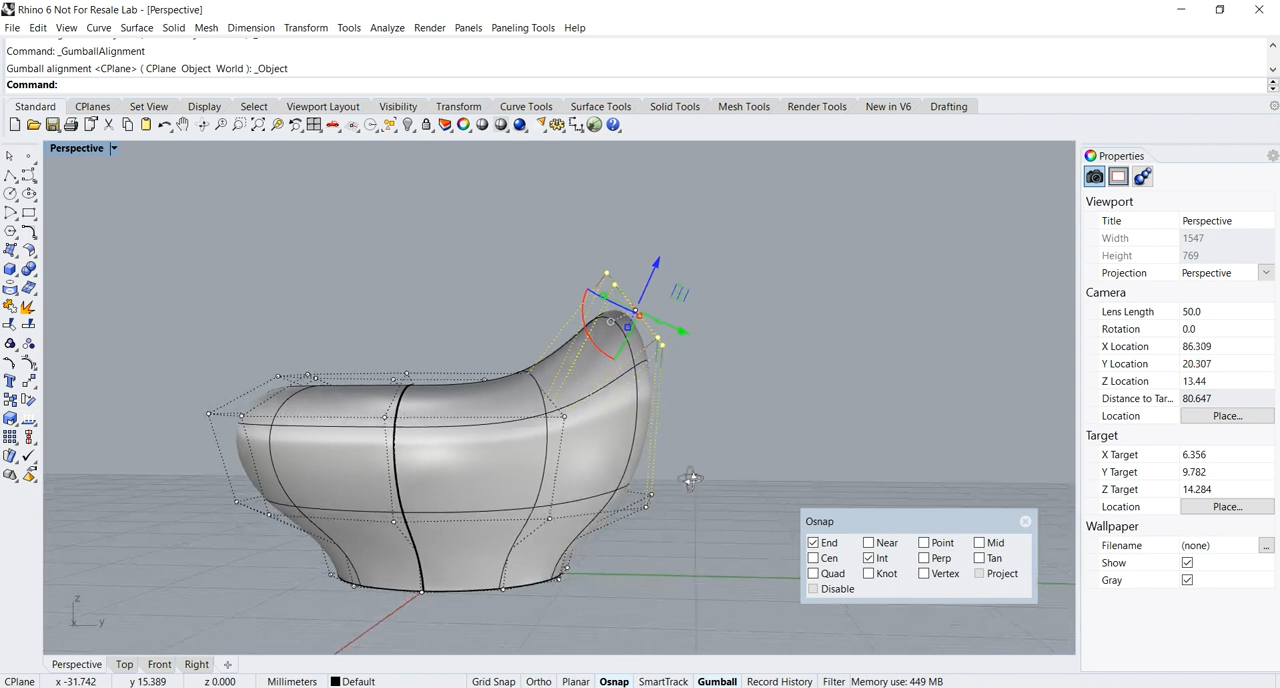 Rhino 6 Not For Resale Lab - [Perspective]
File Edit View Curve Surface Solid Mesh Dimension Transform Tools Analyze Render Panels Paneling Tools Help
Command: _GumballAlignment
Gumball alignment <CPlane> ( CPlane Object World ): _Object
Command:
Standard CPlanes Set View Display Select Viewport Layout Visibility Transform Curve Tools Surface Tools Solid Tools Mesh Tools Render Tools New in V6 Drafting
Perspective
Properties
Viewport
Title Perspective
Width 1547
Height 769
Projection Perspective
Camera
Lens Length 50.0
Rotation 0.0
X Location 86.309
Y Location 20.307
Z Location 13.44
Distance to Tar... 80.647
Location Place...
Target
X Target 6.356
Y Target 9.782
Z Target 14.284
Location Place...
Wallpaper
Filename (none) ...
Show
Gray
Osnap
End Near Point Mid
Cen Int Perp Tan
Quad Knot Vertex Project
Disable
z
x y
Perspective Top Front Right
CPlane x -31.742 y 15.389 z 0.000 Millimeters Default Grid Snap Ortho Planar Osnap SmartTrack Gumball Record History Filter Memory use: 449 MB